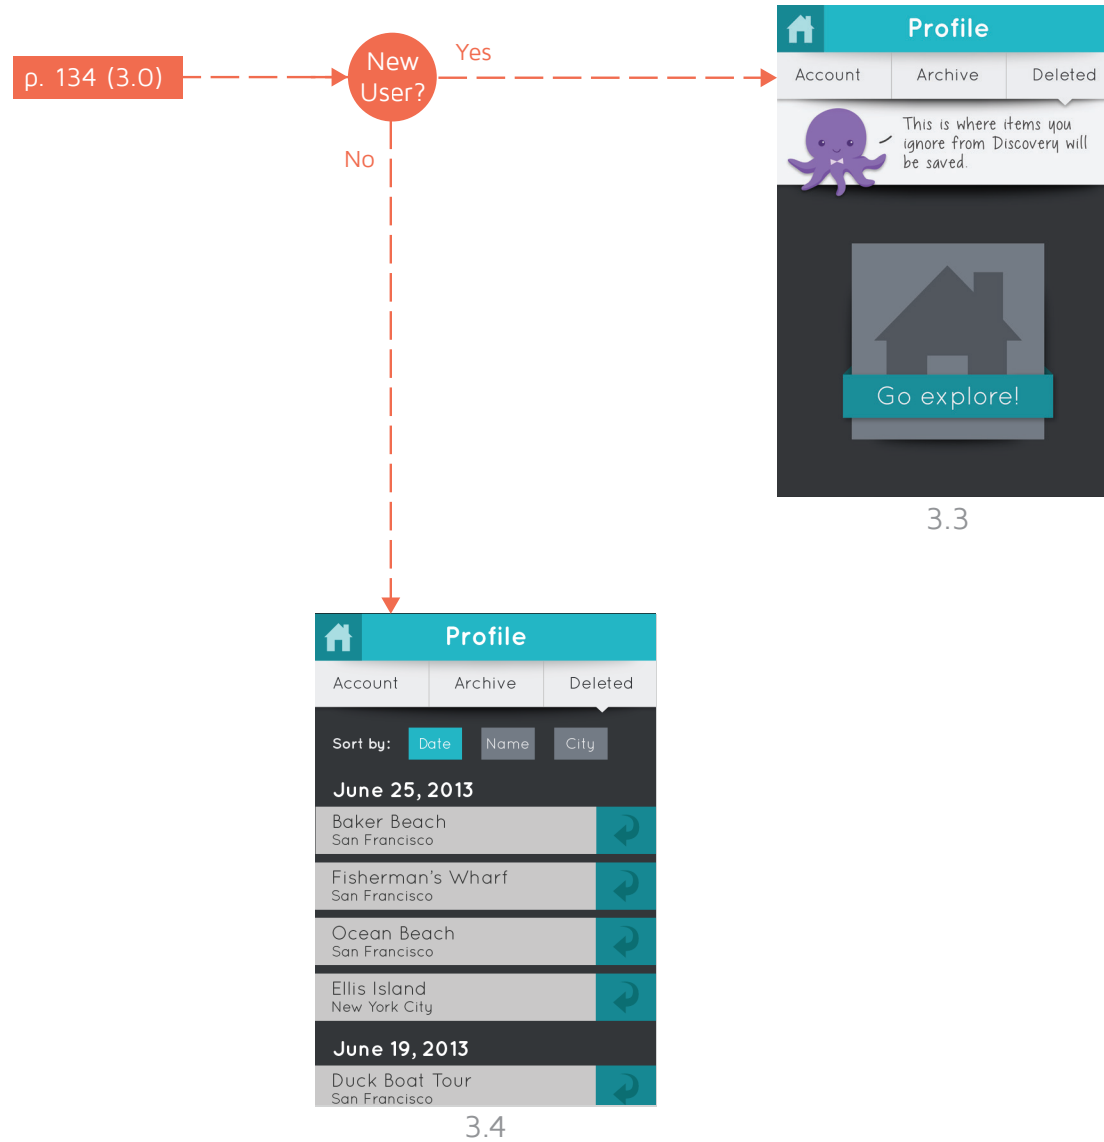 p. 134 (3.0)
New
User?
Yes
No
Profile
Account
Archive
Deleted
This is where items you
ignore from Discovery will
be saved.
Go explore!
3.3
Profile
Account
Archive
Deleted
Sort by:
Date
Name
City
June 25, 2013
Baker Beach
San Francisco
Fisherman's Wharf
San Francisco
Ocean Beach
San Francisco
Ellis Island
New York City
June 19, 2013
Duck Boat Tour
San Francisco
3.4